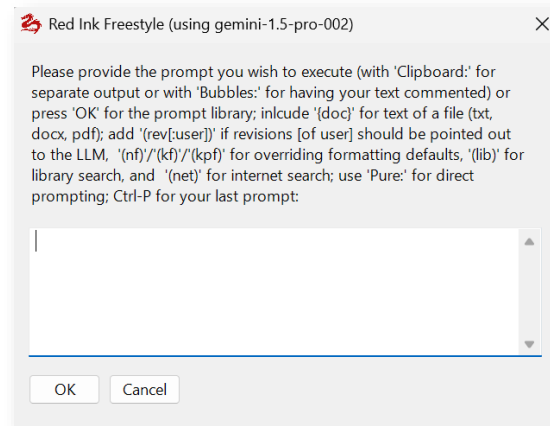 Red Ink Freestyle (using gemini-1.5-pro-002)
Please provide the prompt you wish to execute (with 'Clipboard:' for
separate output or with 'Bubbles:' for having your text commented) or
press 'OK' for the prompt library; inlcude '{doc}' for text of a file (txt,
docx, pdf); add '(rev[:user])' if revisions [of user] should be pointed out
to the LLM,  '(nf)'/'(kf)'/'(kpf)' for overriding formatting defaults, '(lib)' for
library search, and  '(net)' for internet search; use 'Pure:' for direct
prompting; Ctrl-P for your last prompt:
OK Cancel